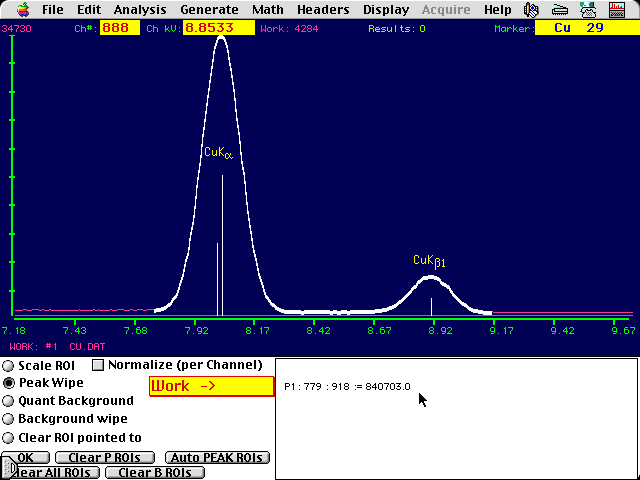 File Edit Analysis Generate Math Headers Display Acquire Help
34730 Ch#: 888 Ch kV: 8.8533 Work: 4284 Results: 0 Marker: Cu 29
CuKα
CuKβ1
7.18 7.43 7.68 7.92 8.17 8.42 8.67 8.92 9.17 9.42 9.67
WORK: #1 CU.DAT
Scale ROI Normalize (per Channel)
Peak Wipe Work ->
P1 : 779 : 918 := 840703.0
Quant Background
Background wipe
Clear ROI pointed to
OK Clear P ROIs Auto PEAK ROIs
lear All ROIs Clear B ROIs